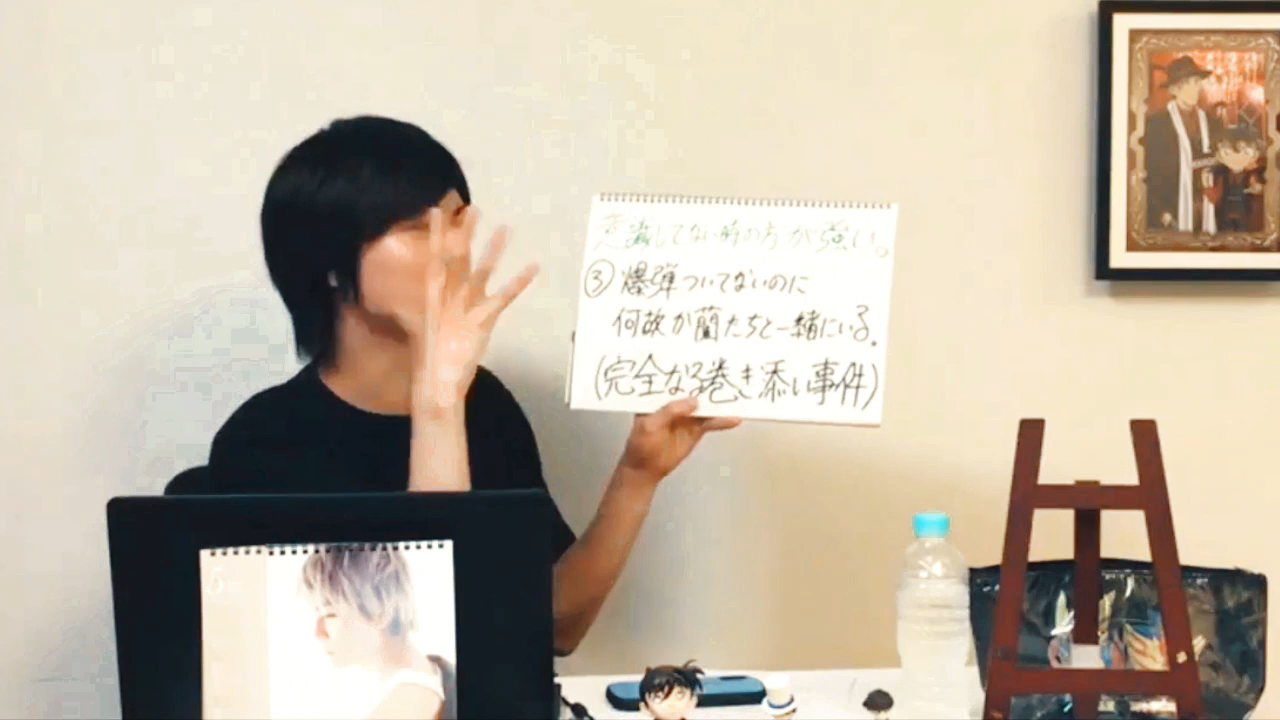 意識してない時の方が強い。
③爆弾ついてないのに
何故か蘭たちと一緒にいる。
(完全なる巻き添い事件)